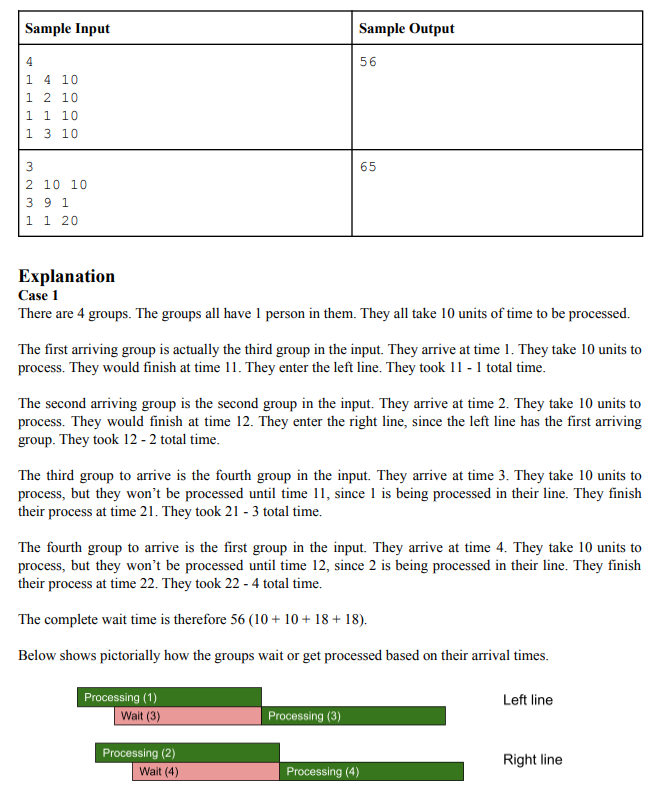 Sample Input
Sample Output
4
1 4 10
1 2 10
1 1 10
1 3 10
56
3
2 10 10
3 9 1
1 1 20
65
Explanation
Case 1
There are 4 groups. The groups all have 1 person in them. They all take 10 units of time to be processed.
The first arriving group is actually the third group in the input. They arrive at time 1. They take 10 units to
process. They would finish at time 11. They enter the left line. They took 11 - 1 total time.
The second arriving group is the second group in the input. They arrive at time 2. They take 10 units to
process. They would finish at time 12. They enter the right line, since the left line has the first arriving
group. They took 12 - 2 total time.
The third group to arrive is the fourth group in the input. They arrive at time 3. They take 10 units to
process, but they won't be processed until time 11, since 1 is being processed in their line. They finish
their process at time 21. They took 21 - 3 total time.
The fourth group to arrive is the first group in the input. They arrive at time 4. They take 10 units to
process, but they won't be processed until time 12, since 2 is being processed in their line. They finish
their process at time 22. They took 22 - 4 total time.
The complete wait time is therefore 56 (10 + 10 + 18 + 18).
Below shows pictorially how the groups wait or get processed based on their arrival times.
Processing (1)
Left line
Wait (3)
Processing (3)
Processing (2)
Right line
Wait (4)
Processing (4)